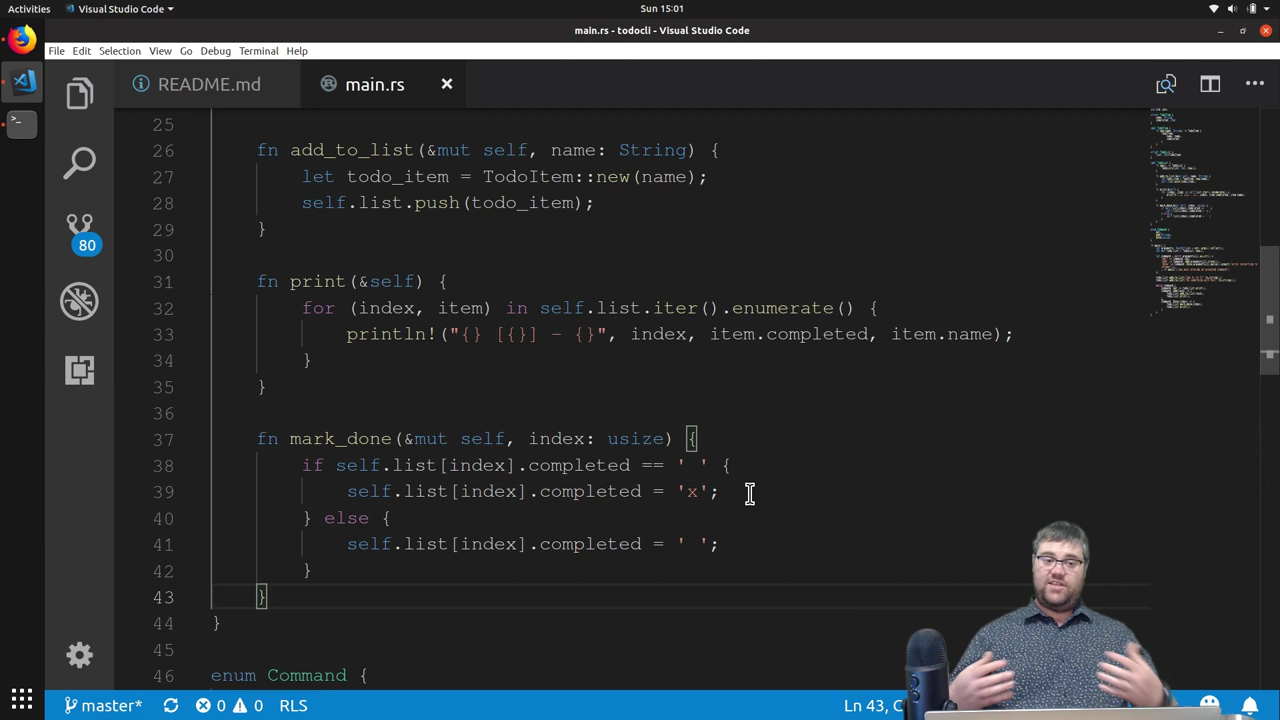 Activities
Visual Studio Code
Sun 15:01
main.rs - todocli - Visual Studio Code
File Edit Selection View Go Debug Terminal Help
README.md
main.rs
25
26 fn add_to_list(&mut self, name: String) {
27 let todo_item = TodoItem::new(name);
28 self.list.push(todo_item);
29 }
30
31 fn print(&self) {
32 for (index, item) in self.list.iter().enumerate() {
33 println!("{} [{}] - {}", index, item.completed, item.name);
34 }
35 }
36
37 fn mark_done(&mut self, index: usize) {
38 if self.list[index].completed == ' ' {
39 self.list[index].completed = 'x';
40 } else {
41 self.list[index].completed = ' ';
42 }
43 }
44 }
45
46 enum Command {
80
master*
0
0
RLS
Ln 43, C